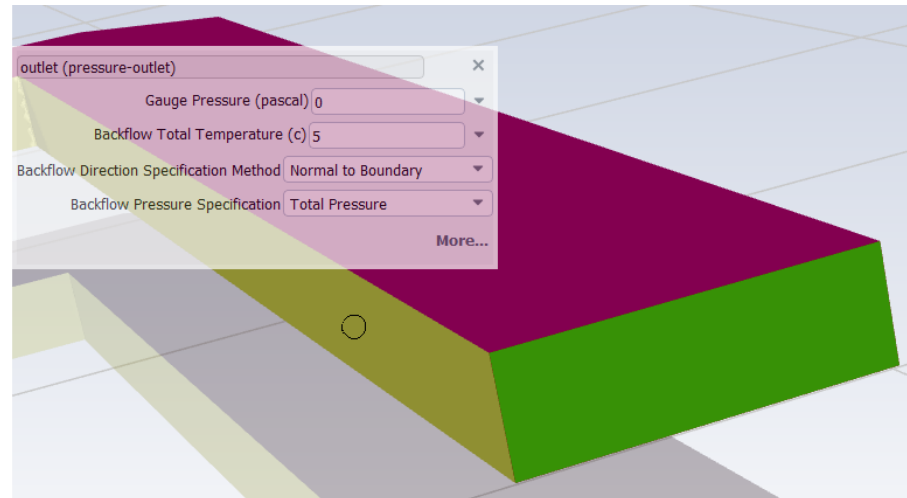 outlet (pressure-outlet) ×
Gauge Pressure (pascal) 0
Backflow Total Temperature (c) 5
Backflow Direction Specification Method Normal to Boundary
Backflow Pressure Specification Total Pressure
More...